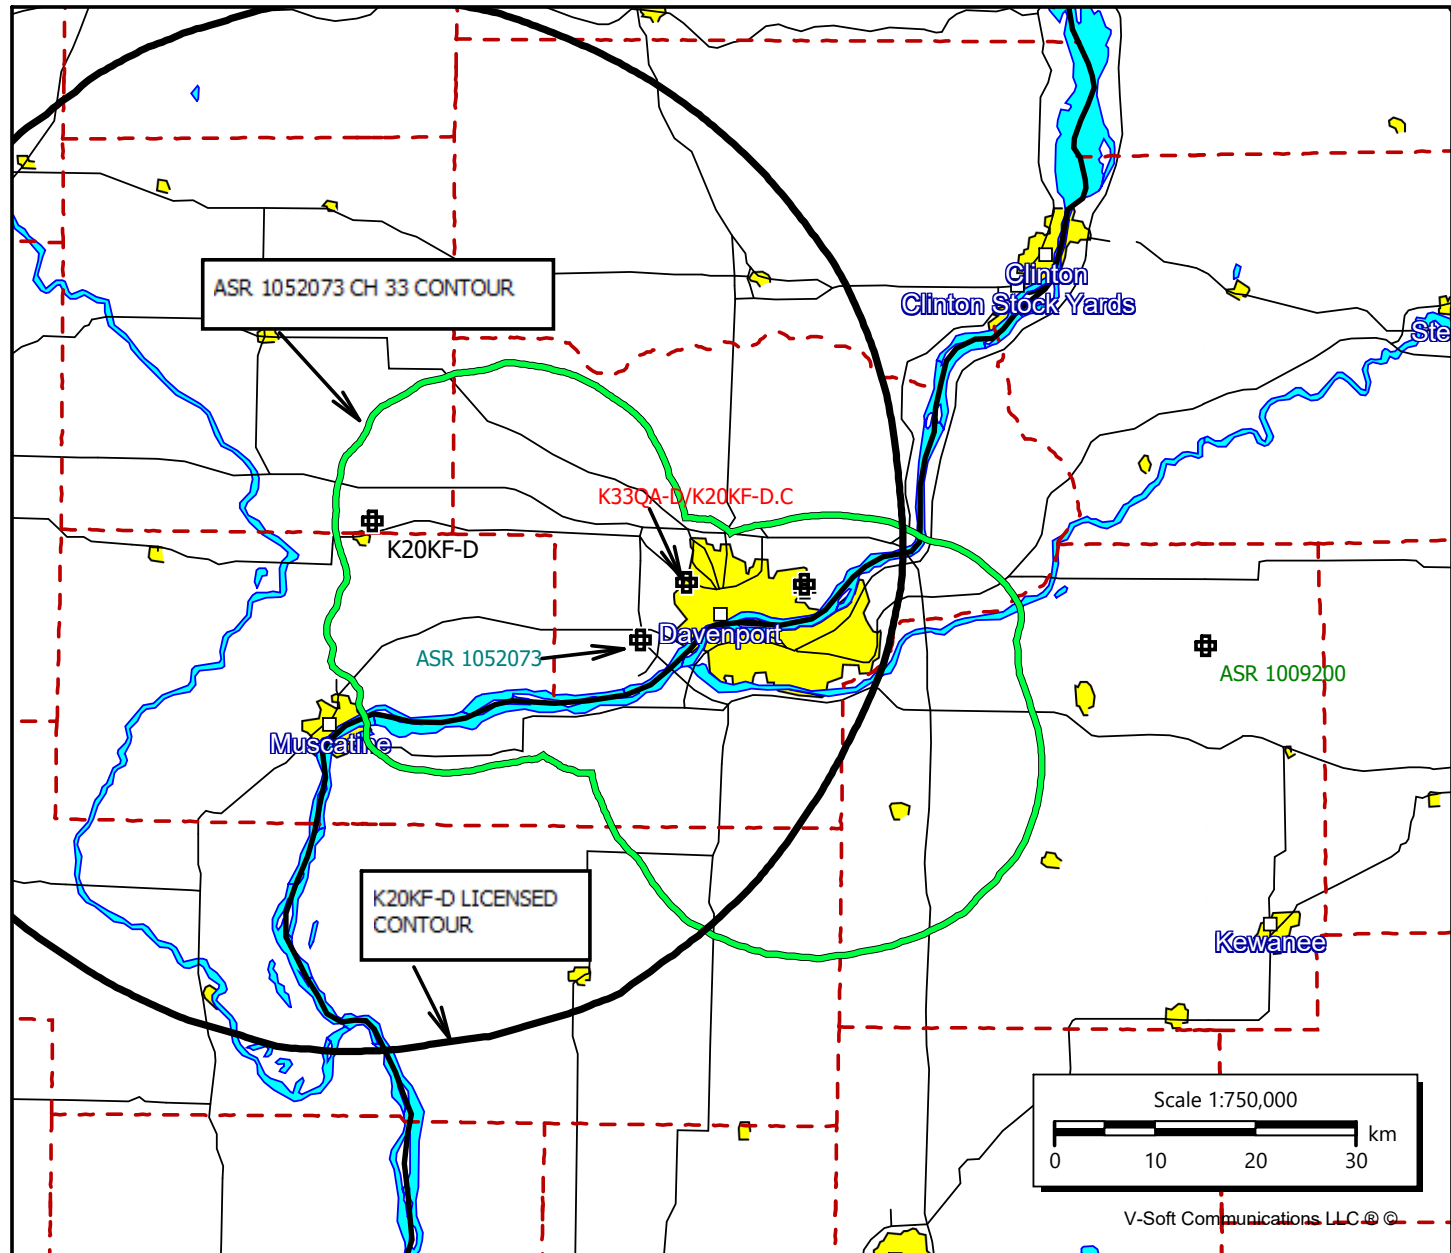 Clinton
Clinton Stock Yards
ASR 1052073 CH 33 CONTOUR
Ste
K33QA-D/K20KF-D.C
K20KF-D
Davenport
ASR 1052073
ASR 1009200
Muscatine
K20KF-D LICENSED
CONTOUR
Kewanee
Scale 1:750,000
km
0 10 20 30
V-Soft Communications LLC ® ©